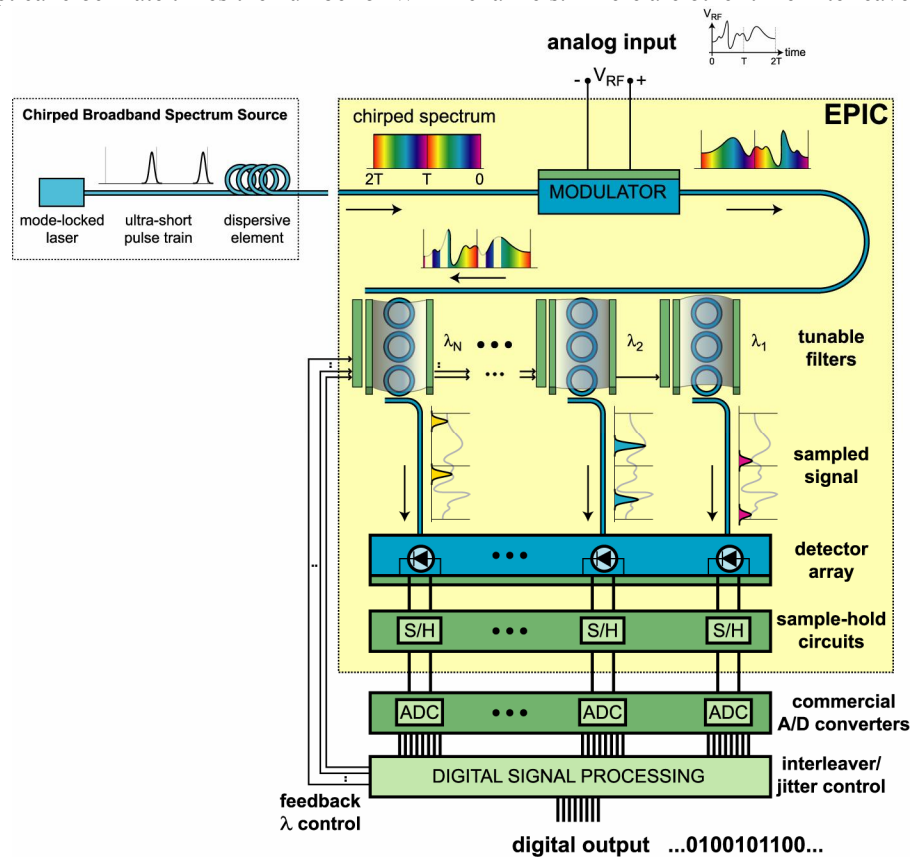 analog input
V_RF
time
0 T 2T
- V_RF +
EPIC
Chirped Broadband Spectrum Source
chirped spectrum
2T T 0
MODULATOR
mode-locked
laser
ultra-short
pulse train
dispersive
element
λ_N
...
λ_2
λ_1
tunable
filters
sampled
signal
detector
array
S/H
S/H
S/H
sample-hold
circuits
ADC
ADC
ADC
commercial
A/D converters
DIGITAL SIGNAL PROCESSING
interleaver/
jitter control
feedback
λ control
digital output ...0100101100...